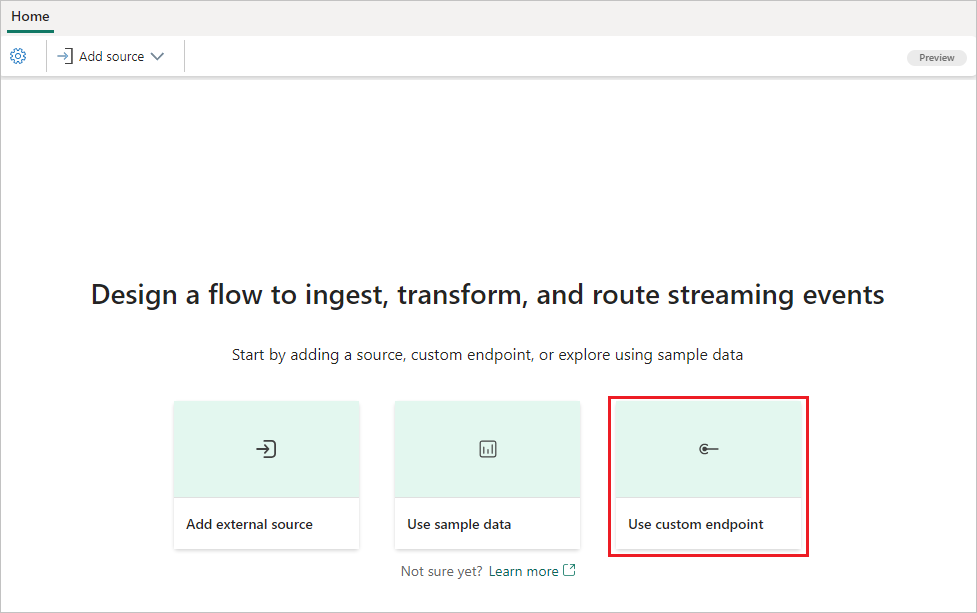 Home
Add source
Preview
Design a flow to ingest, transform, and route streaming events
Start by adding a source, custom endpoint, or explore using sample data
Add external source
Use sample data
Use custom endpoint
Not sure yet? Learn more